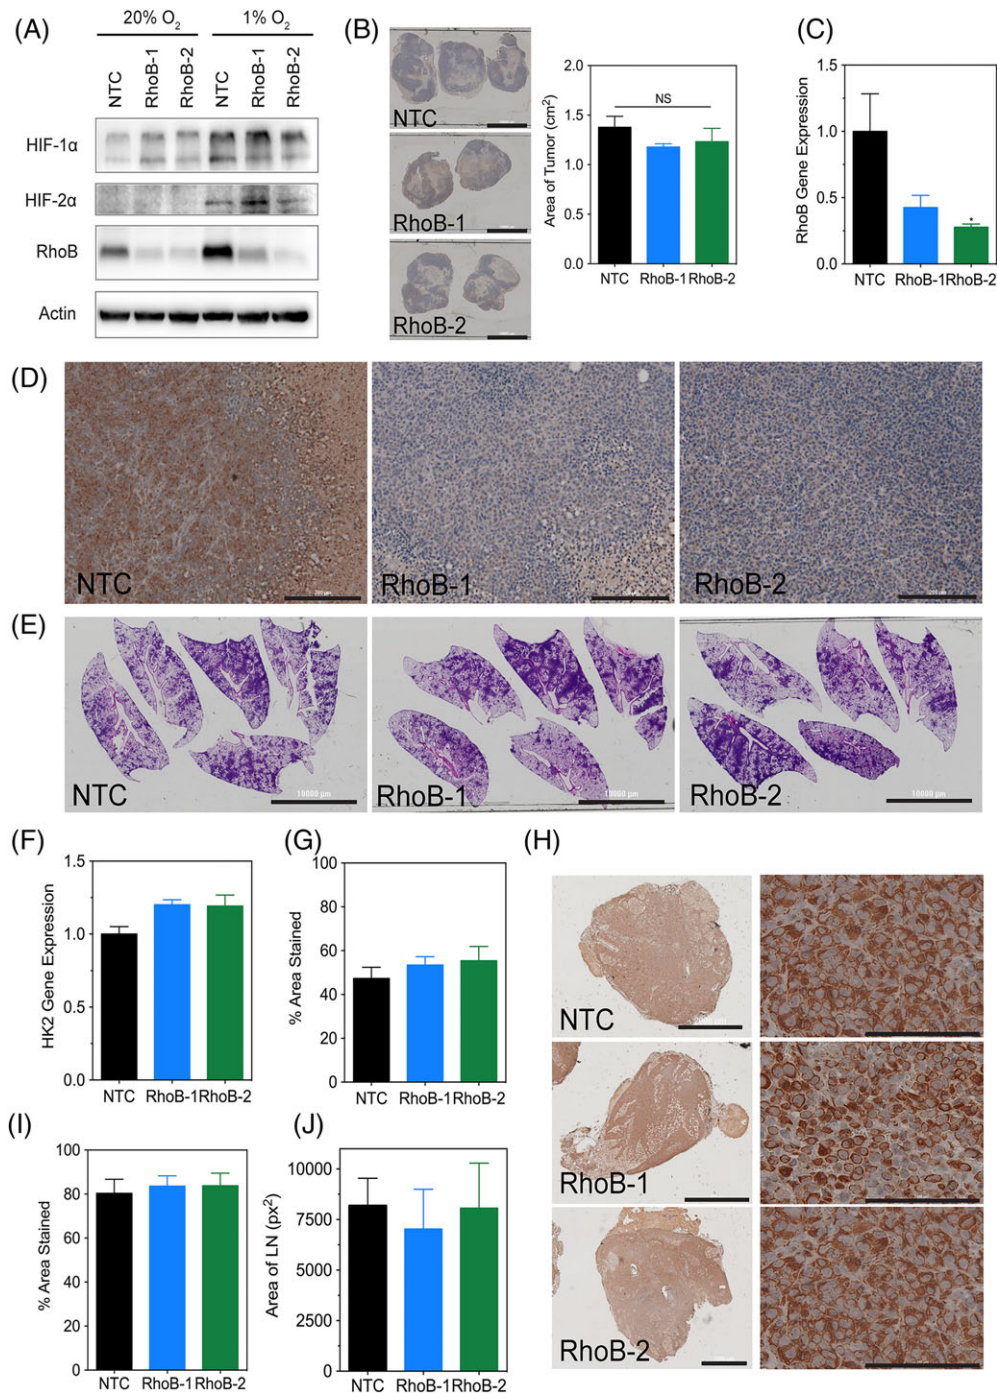 (A)
20% O₂ 1% O₂
NTC RhoB-1 RhoB-2 NTC RhoB-1 RhoB-2
HIF-1α
HIF-2α
RhoB
Actin
(B)
NTC
RhoB-1
RhoB-2
Area of Tumor (cm²)
2.0
1.5
1.0
0.5
0.0
NS
NTC RhoB-1 RhoB-2
(C)
RhoB Gene Expression
1.5
1.0
0.5
0.0
*
NTC RhoB-1 RhoB-2
(D)
NTC
RhoB-1
RhoB-2
(E)
NTC
10000 µm
RhoB-1
10000 µm
RhoB-2
10000 µm
(F)
HK2 Gene Expression
1.5
1.0
0.5
0.0
NTC RhoB-1 RhoB-2
(G)
% Area Stained
100
80
60
40
20
0
NTC RhoB-1 RhoB-2
(H)
NTC
RhoB-1
RhoB-2
(I)
% Area Stained
100
80
60
40
20
0
NTC RhoB-1 RhoB-2
(J)
Area of LN (px²)
10000
7500
5000
2500
0
NTC RhoB-1 RhoB-2